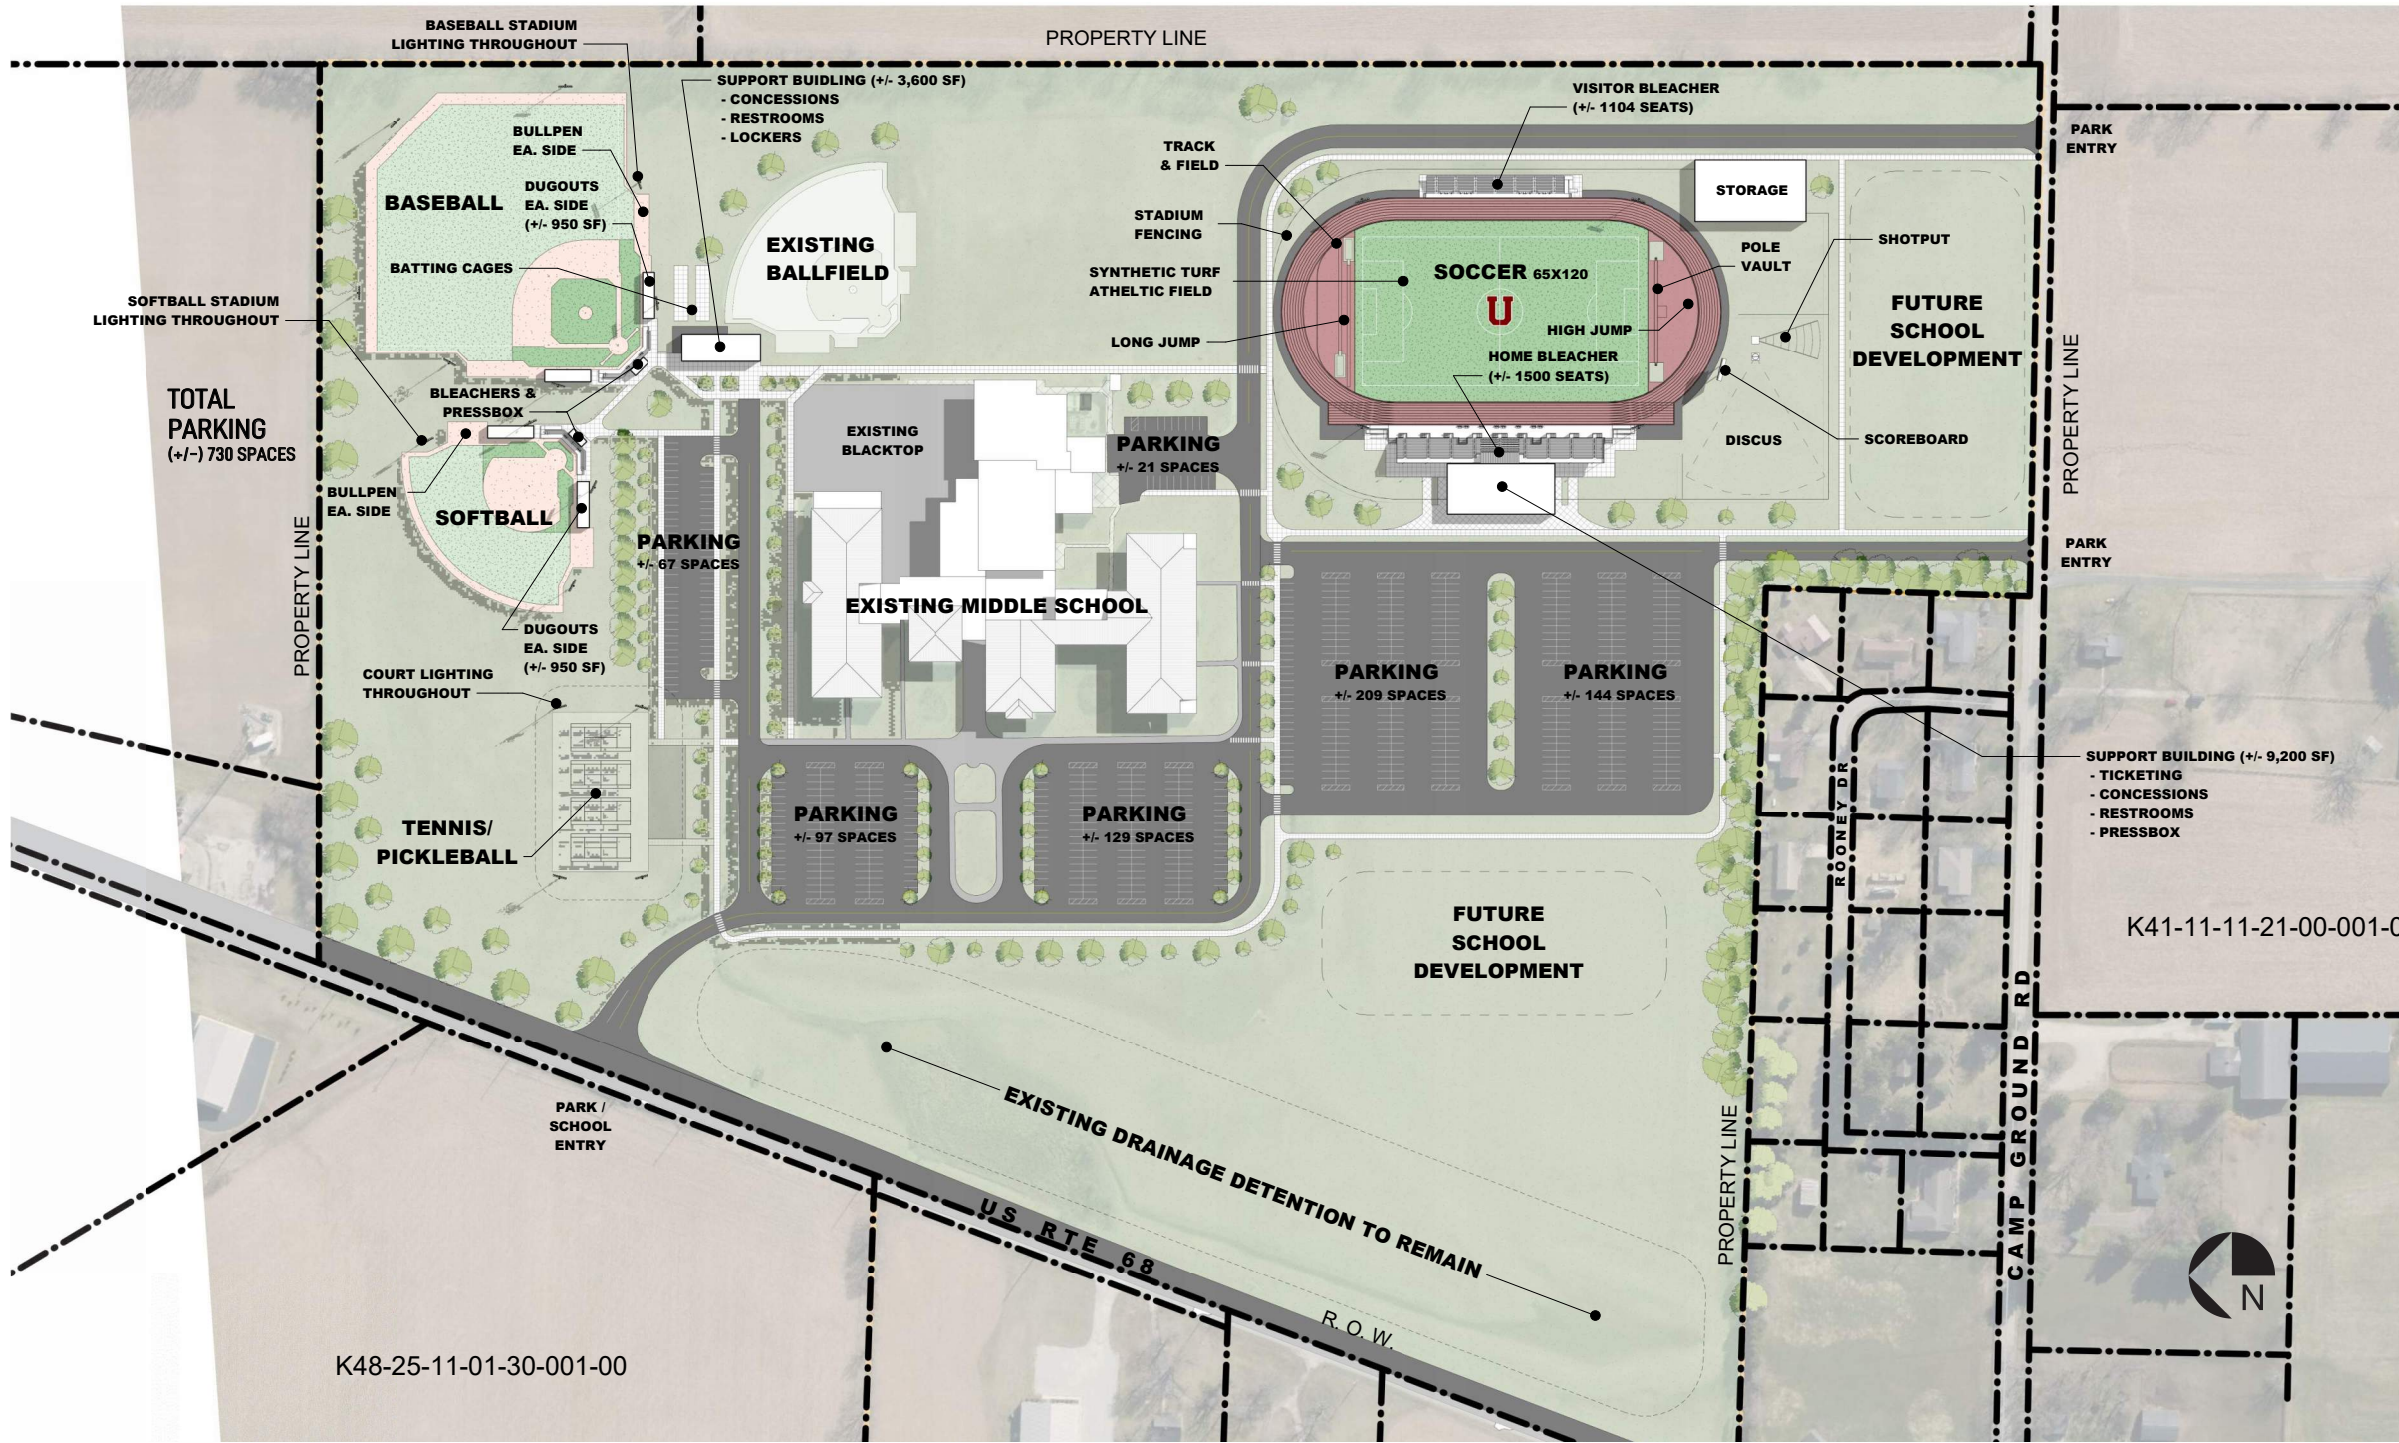 BASEBALL STADIUM
LIGHTING THROUGHOUT
PROPERTY LINE
SUPPORT BUIDLING (+/- 3,600 SF)
- CONCESSIONS
- RESTROOMS
- LOCKERS
VISITOR BLEACHER
(+/- 1104 SEATS)
BULLPEN
EA. SIDE
PARK
ENTRY
TRACK
& FIELD
DUGOUTS
EA. SIDE
(+/- 950 SF)
BASEBALL
STORAGE
STADIUM
FENCING
EXISTING
BALLFIELD
POLE
VAULT
SHOTPUT
BATTING CAGES
SYNTHETIC TURF
ATHELTIC FIELD
SOCCER 65X120
U
SOFTBALL STADIUM
LIGHTING THROUGHOUT
FUTURE
SCHOOL
DEVELOPMENT
LONG JUMP
HIGH JUMP
HOME BLEACHER
(+/- 1500 SEATS)
PROPERTY LINE
TOTAL
PARKING
(+/-) 730 SPACES
BLEACHERS &
PRESSBOX
EXISTING
BLACKTOP
PARKING
+/- 21 SPACES
DISCUS
SCOREBOARD
BULLPEN
EA. SIDE
SOFTBALL
PARKING
+/- 67 SPACES
PARK
ENTRY
PROPERTY LINE
EXISTING MIDDLE SCHOOL
DUGOUTS
EA. SIDE
(+/- 950 SF)
COURT LIGHTING
THROUGHOUT
PARKING
+/- 209 SPACES
PARKING
+/- 144 SPACES
SUPPORT BUILDING (+/- 9,200 SF)
- TICKETING
- CONCESSIONS
- RESTROOMS
- PRESSBOX
ROONEY DR
TENNIS/
PICKLEBALL
PARKING
+/- 97 SPACES
PARKING
+/- 129 SPACES
FUTURE
SCHOOL
DEVELOPMENT
K41-11-11-21-00-001-0
CAMP GROUND RD
PARK /
SCHOOL
ENTRY
EXISTING DRAINAGE DETENTION TO REMAIN
PROPERTY LINE
US RTE 68
R. O. W.
N
K48-25-11-01-30-001-00